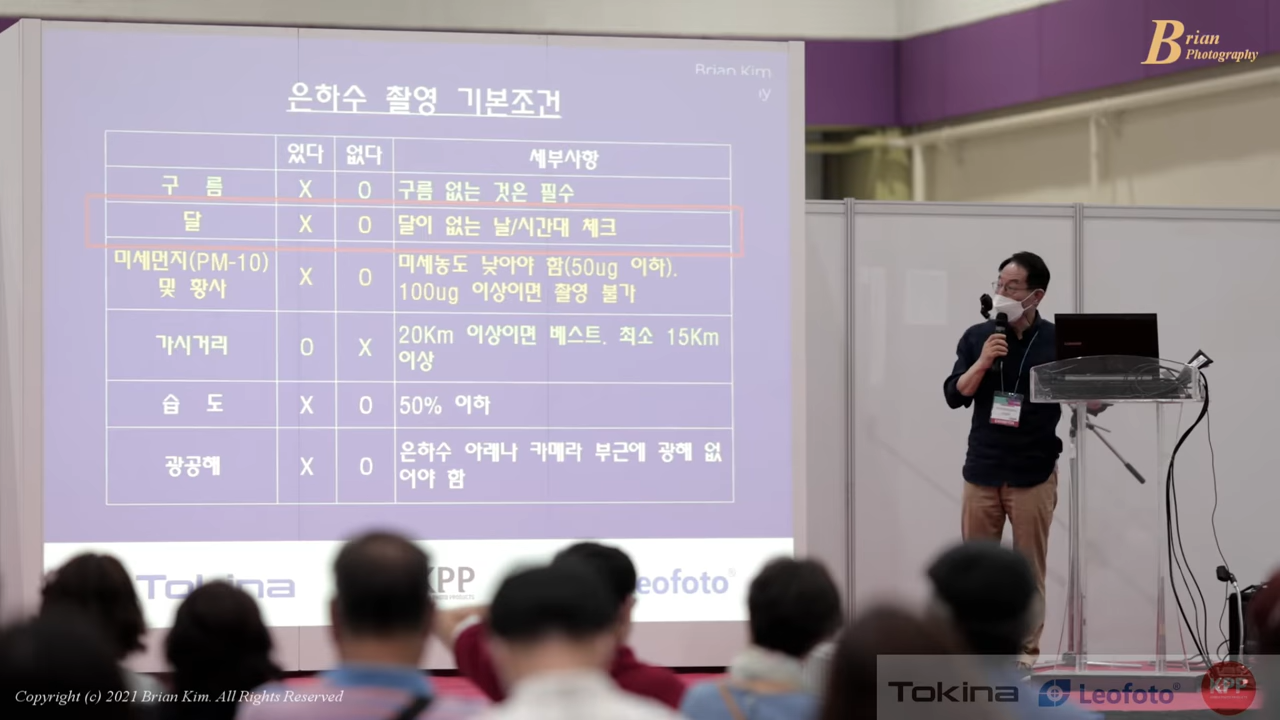 Brian
Photography
Brian Kim
은하수 촬영 기본조건
있다 없다 세부사항
구 름 X O 구름 없는 것은 필수
달 X O 달이 없는 날/시간대 체크
미세먼지(PM-10) 및 황사 X O 미세농도 낮아야 함(50ug 이하).
100ug 이상이면 촬영 불가
가시거리 O X 20Km 이상이면 베스트. 최소 15Km
이상
습 도 X O 50% 이하
광공해 X O 은하수 아래나 카메라 부근에 광해 없
어야 함
Tokina KPP Leofoto
Tokina Leofoto KPP
Copyright (c) 2021 Brian Kim. All Rights Reserved